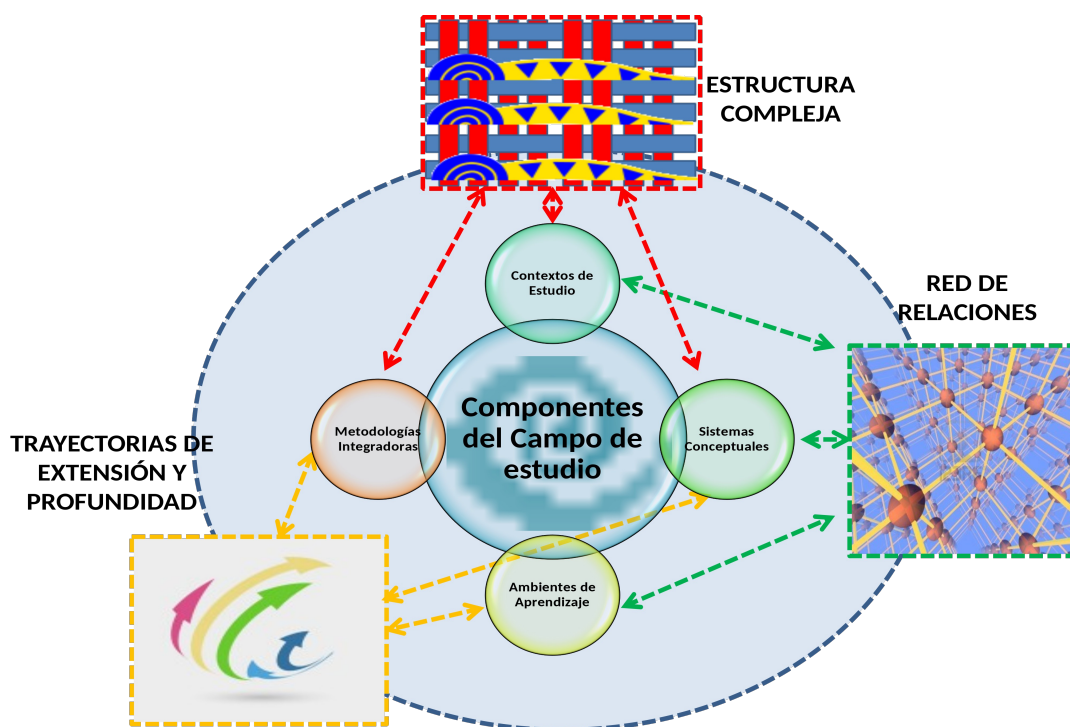 ESTRUCTURA
COMPLEJA
Contextos de
Estudio
RED DE
RELACIONES
Metodologías
Integradoras
Componentes
del Campo de
estudio
Sistemas
Conceptuales
TRAYECTORIAS DE
EXTENSIÓN Y
PROFUNDIDAD
Ambientes de
Aprendizaje